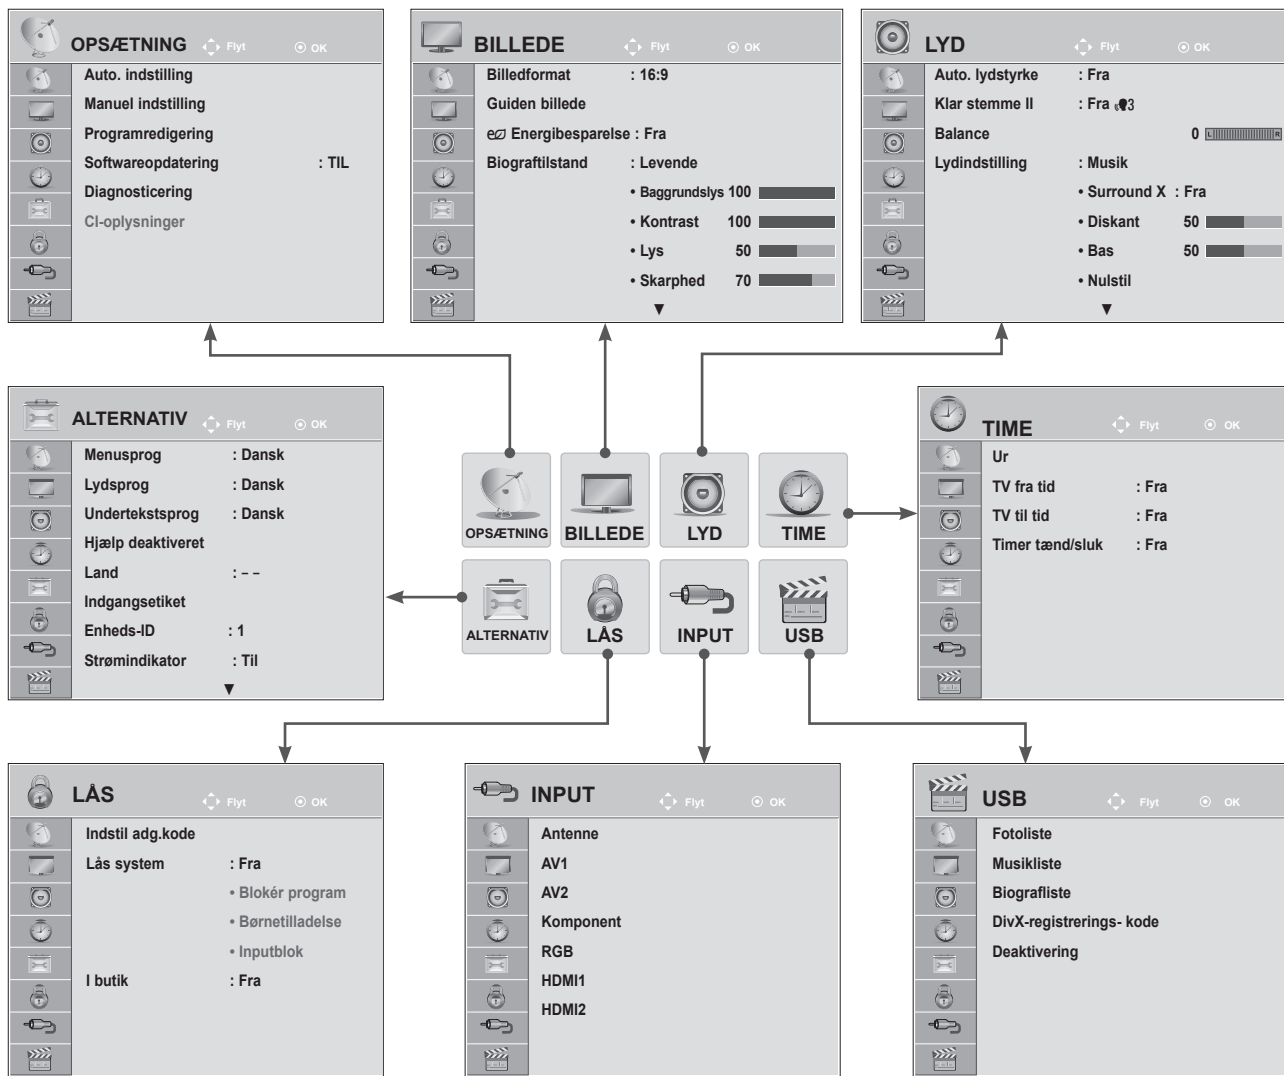 OPSÆTNING Flyt OK
Auto. indstilling
Manuel indstilling
Programredigering
Softwareopdatering : TIL
Diagnosticering
CI-oplysninger
BILLEDE Flyt OK
Billedformat : 16:9
Guiden billede
Energibesparelse : Fra
Biograftilstand : Levende
• Baggrundslys 100
• Kontrast 100
• Lys 50
• Skarphed 70
▼
LYD Flyt OK
Auto. lydstyrke : Fra
Klar stemme II : Fra 3
Balance 0 L R
Lydindstilling : Musik
• Surround X : Fra
• Diskant 50
• Bas 50
• Nulstil
▼
ALTERNATIV Flyt OK
Menusprog : Dansk
Lydsprog : Dansk
Undertekstsprog : Dansk
Hjælp deaktiveret
Land : – –
Indgangsetiket
Enheds-ID : 1
Strømindikator : Til
▼
OPSÆTNING
BILLEDE
LYD
TIME
ALTERNATIV
LÅS
INPUT
USB
TIME Flyt OK
Ur
TV fra tid : Fra
TV til tid : Fra
Timer tænd/sluk : Fra
LÅS Flyt OK
Indstil adg.kode
Lås system : Fra
• Blokér program
• Børnetilladelse
• Inputblok
I butik : Fra
INPUT Flyt OK
Antenne
AV1
AV2
Komponent
RGB
HDMI1
HDMI2
USB Flyt OK
Fotoliste
Musikliste
Biografliste
DivX-registrerings- kode
Deaktivering